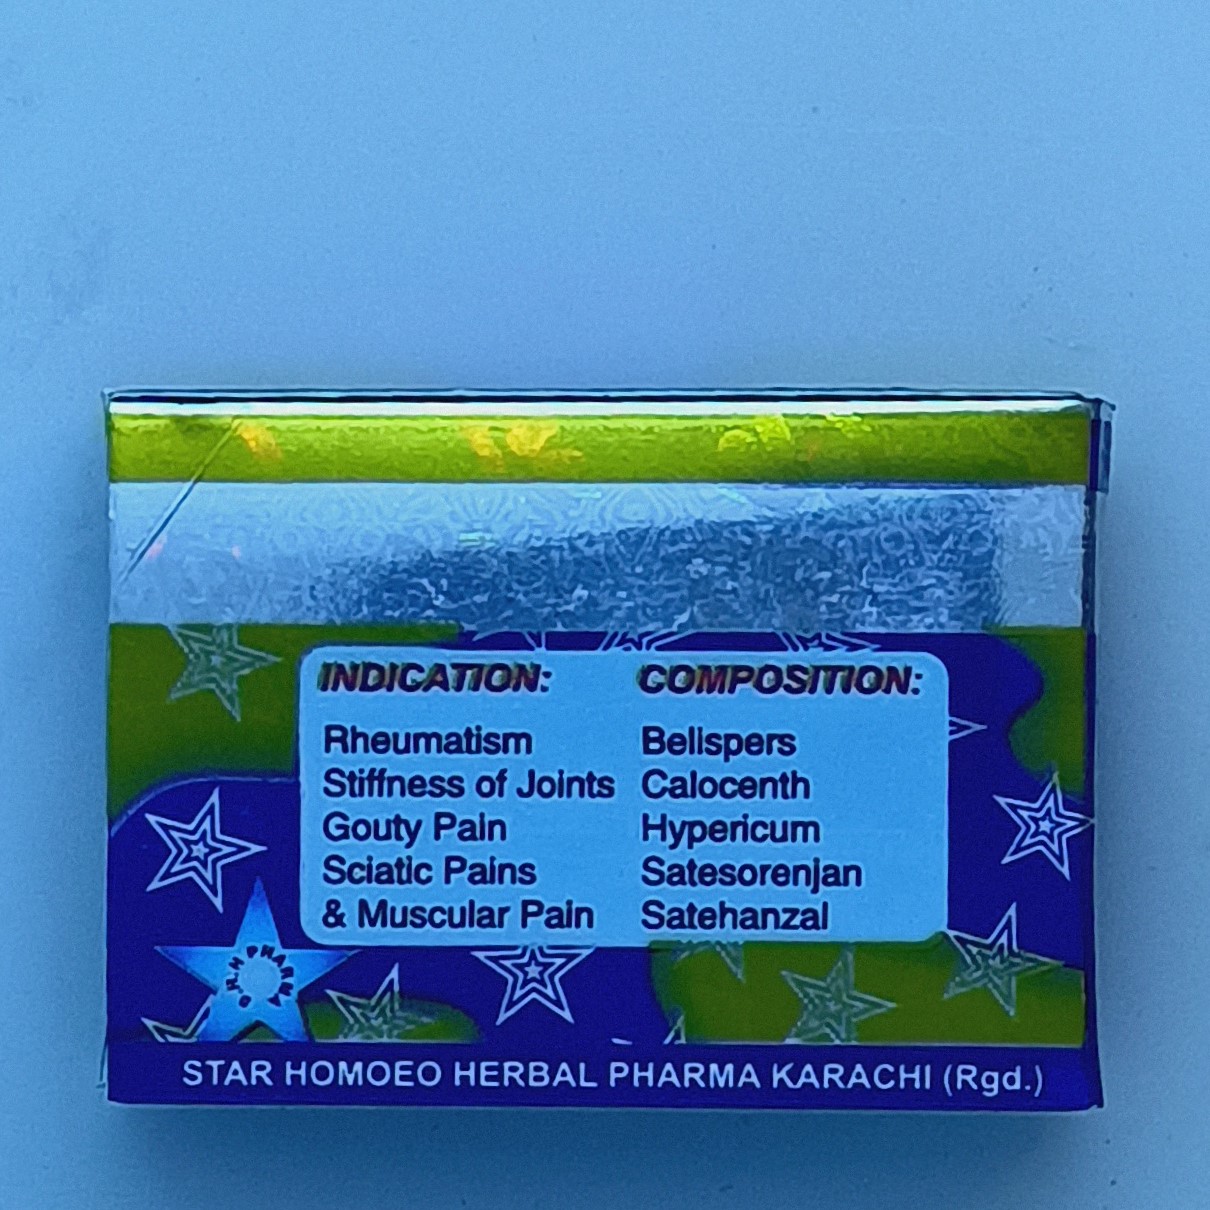 INDICATION:
Rheumatism
Stiffness of Joints
Gouty Pain
Sciatic Pains
& Muscular Pain
COMPOSITION:
Bellspers
Calocenth
Hypericum
Satesorenjan
Satehanzal
PHARMA
STAR HOMOEO HERBAL PHARMA KARACHI (Rgd.)